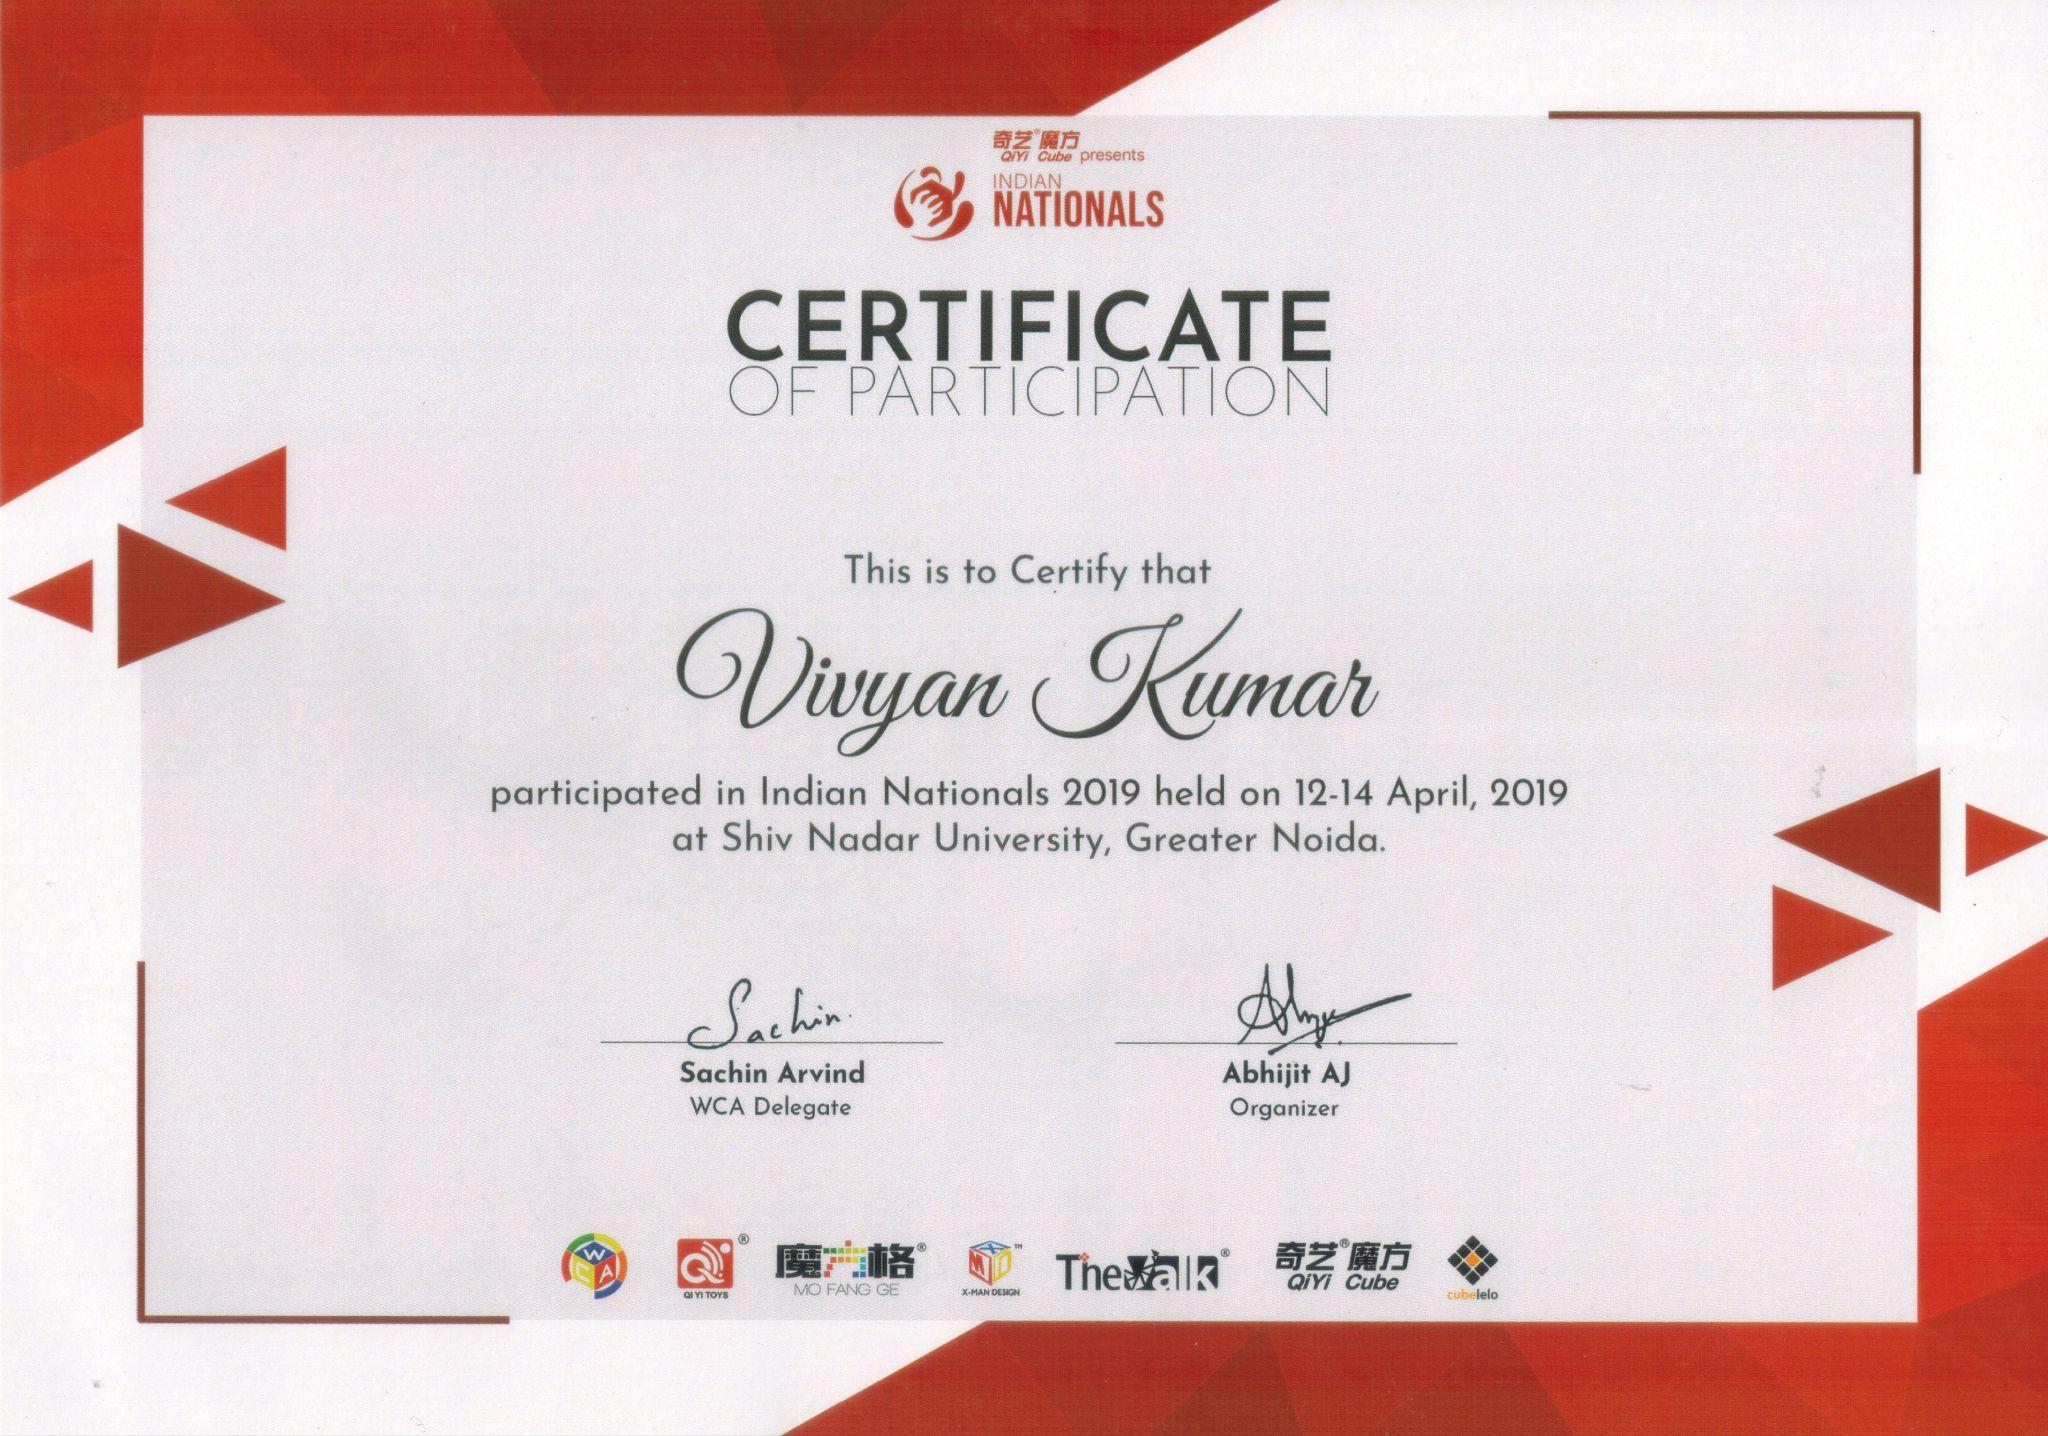 奇艺®魔方
QiYi Cube presents
INDIAN
NATIONALS
CERTIFICATE
OF PARTICIPATION
This is to Certify that
Vivyan Kumar
participated in Indian Nationals 2019 held on 12-14 April, 2019
at Shiv Nadar University, Greater Noida.
Sachin
Sachin Arvind
WCA Delegate
Abhijit AJ
Organizer
WCA
QI YI TOYS ®
魔方格®
MO FANG GE
X-MAN DESIGN ™
TheValk®
奇艺®魔方
QiYi Cube
cubelelo